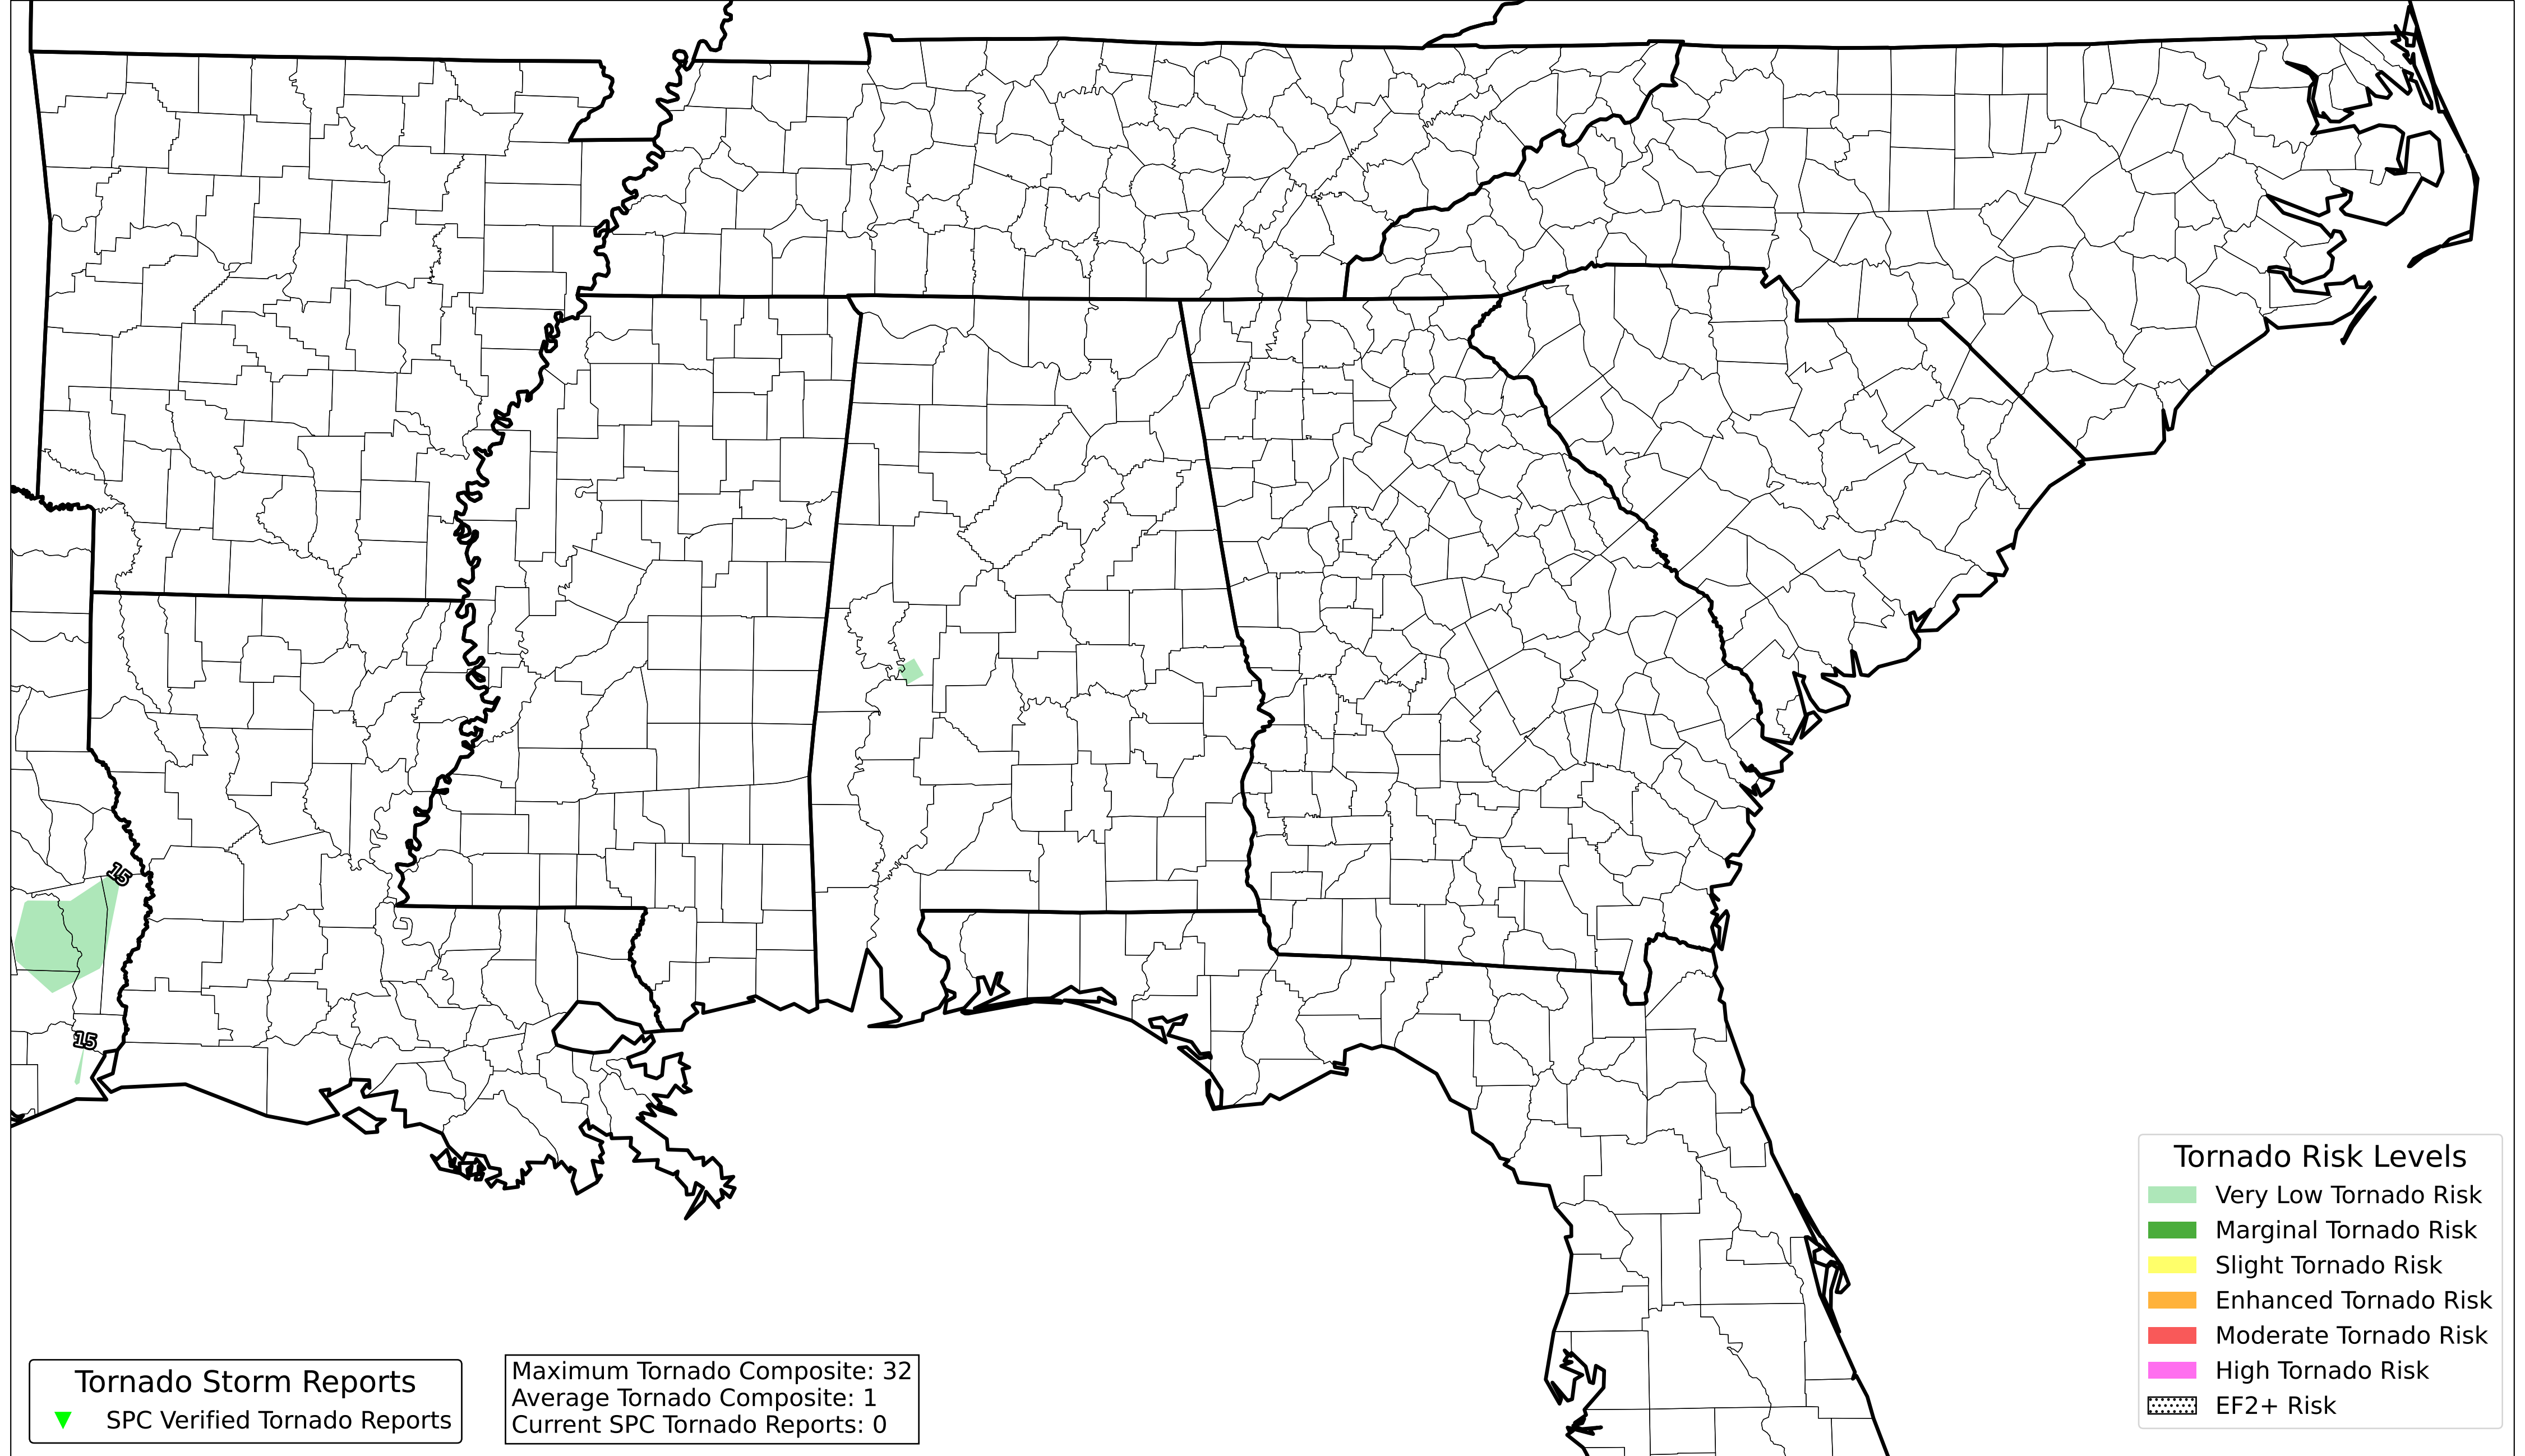 15
15
Tornado Storm Reports
SPC Verified Tornado Reports
Maximum Tornado Composite: 32
Average Tornado Composite: 1
Current SPC Tornado Reports: 0
Tornado Risk Levels
Very Low Tornado Risk
Marginal Tornado Risk
Slight Tornado Risk
Enhanced Tornado Risk
Moderate Tornado Risk
High Tornado Risk
EF2+ Risk